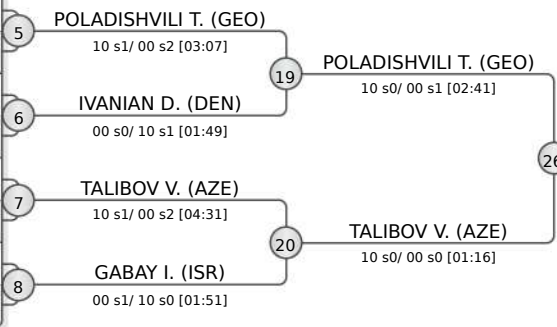 5
POLADISHVILI T. (GEO)
10 s1/ 00 s2 [03:07]
19
POLADISHVILI T. (GEO)
10 s0/ 00 s1 [02:41]
6
IVANIAN D. (DEN)
00 s0/ 10 s1 [01:49]
26
7
TALIBOV V. (AZE)
10 s1/ 00 s2 [04:31]
20
TALIBOV V. (AZE)
10 s0/ 00 s0 [01:16]
8
GABAY I. (ISR)
00 s1/ 10 s0 [01:51]